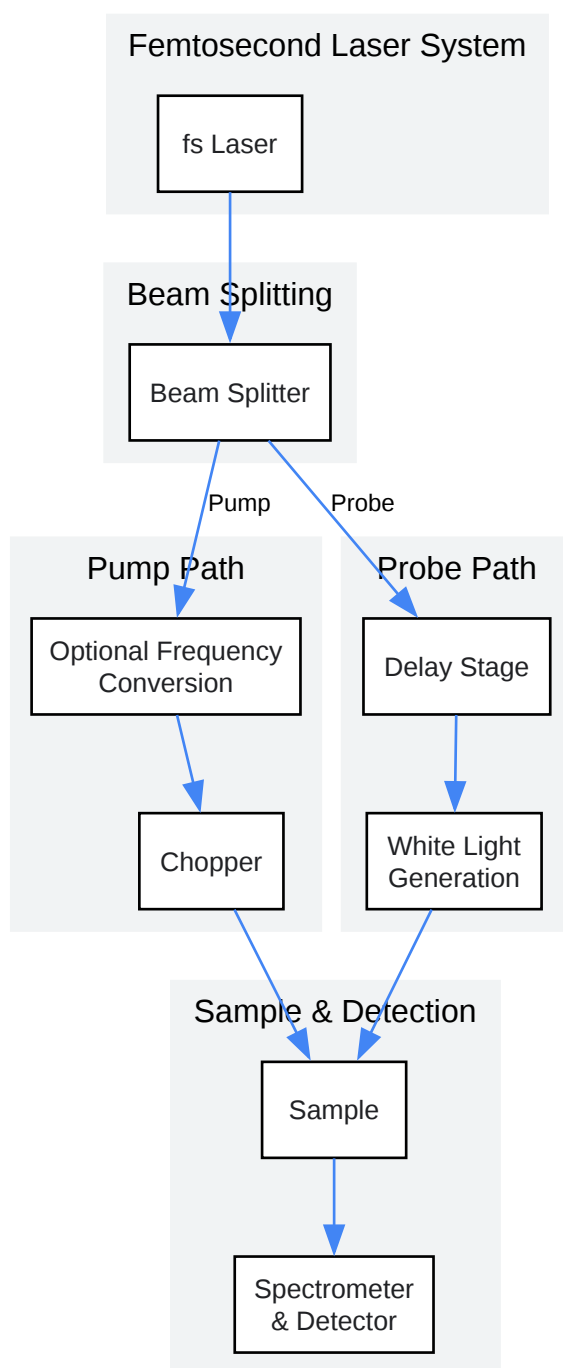 Femtosecond Laser System
fs Laser
Beam Splitting
Beam Splitter
Pump
Probe
Pump Path
Probe Path
Optional Frequency
Conversion
Delay Stage
Chopper
White Light
Generation
Sample & Detection
Sample
Spectrometer
& Detector